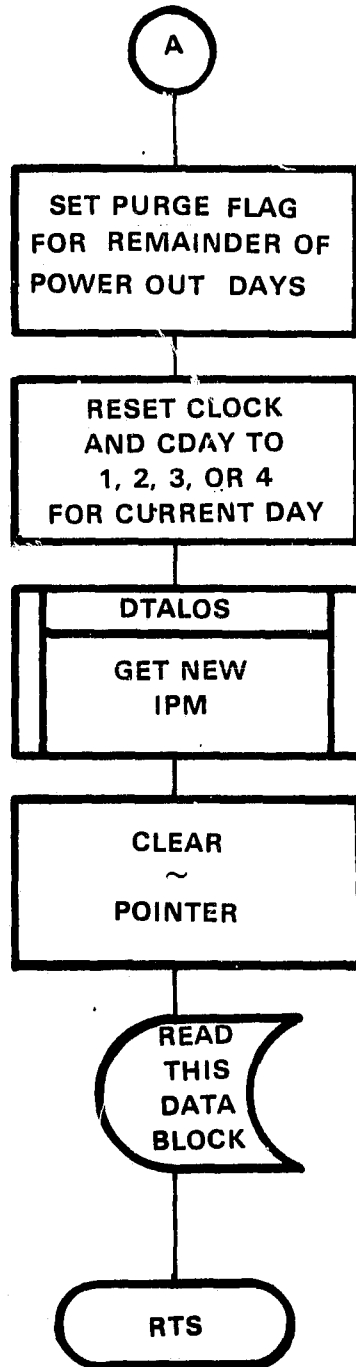 A
SET PURGE FLAG
FOR REMAINDER OF
POWER OUT DAYS
RESET CLOCK
AND CDAY TO
1, 2, 3, OR 4
FOR CURRENT DAY
DTALOS
GET NEW
IPM
CLEAR
~
POINTER
READ
THIS
DATA
BLOCK
RTS